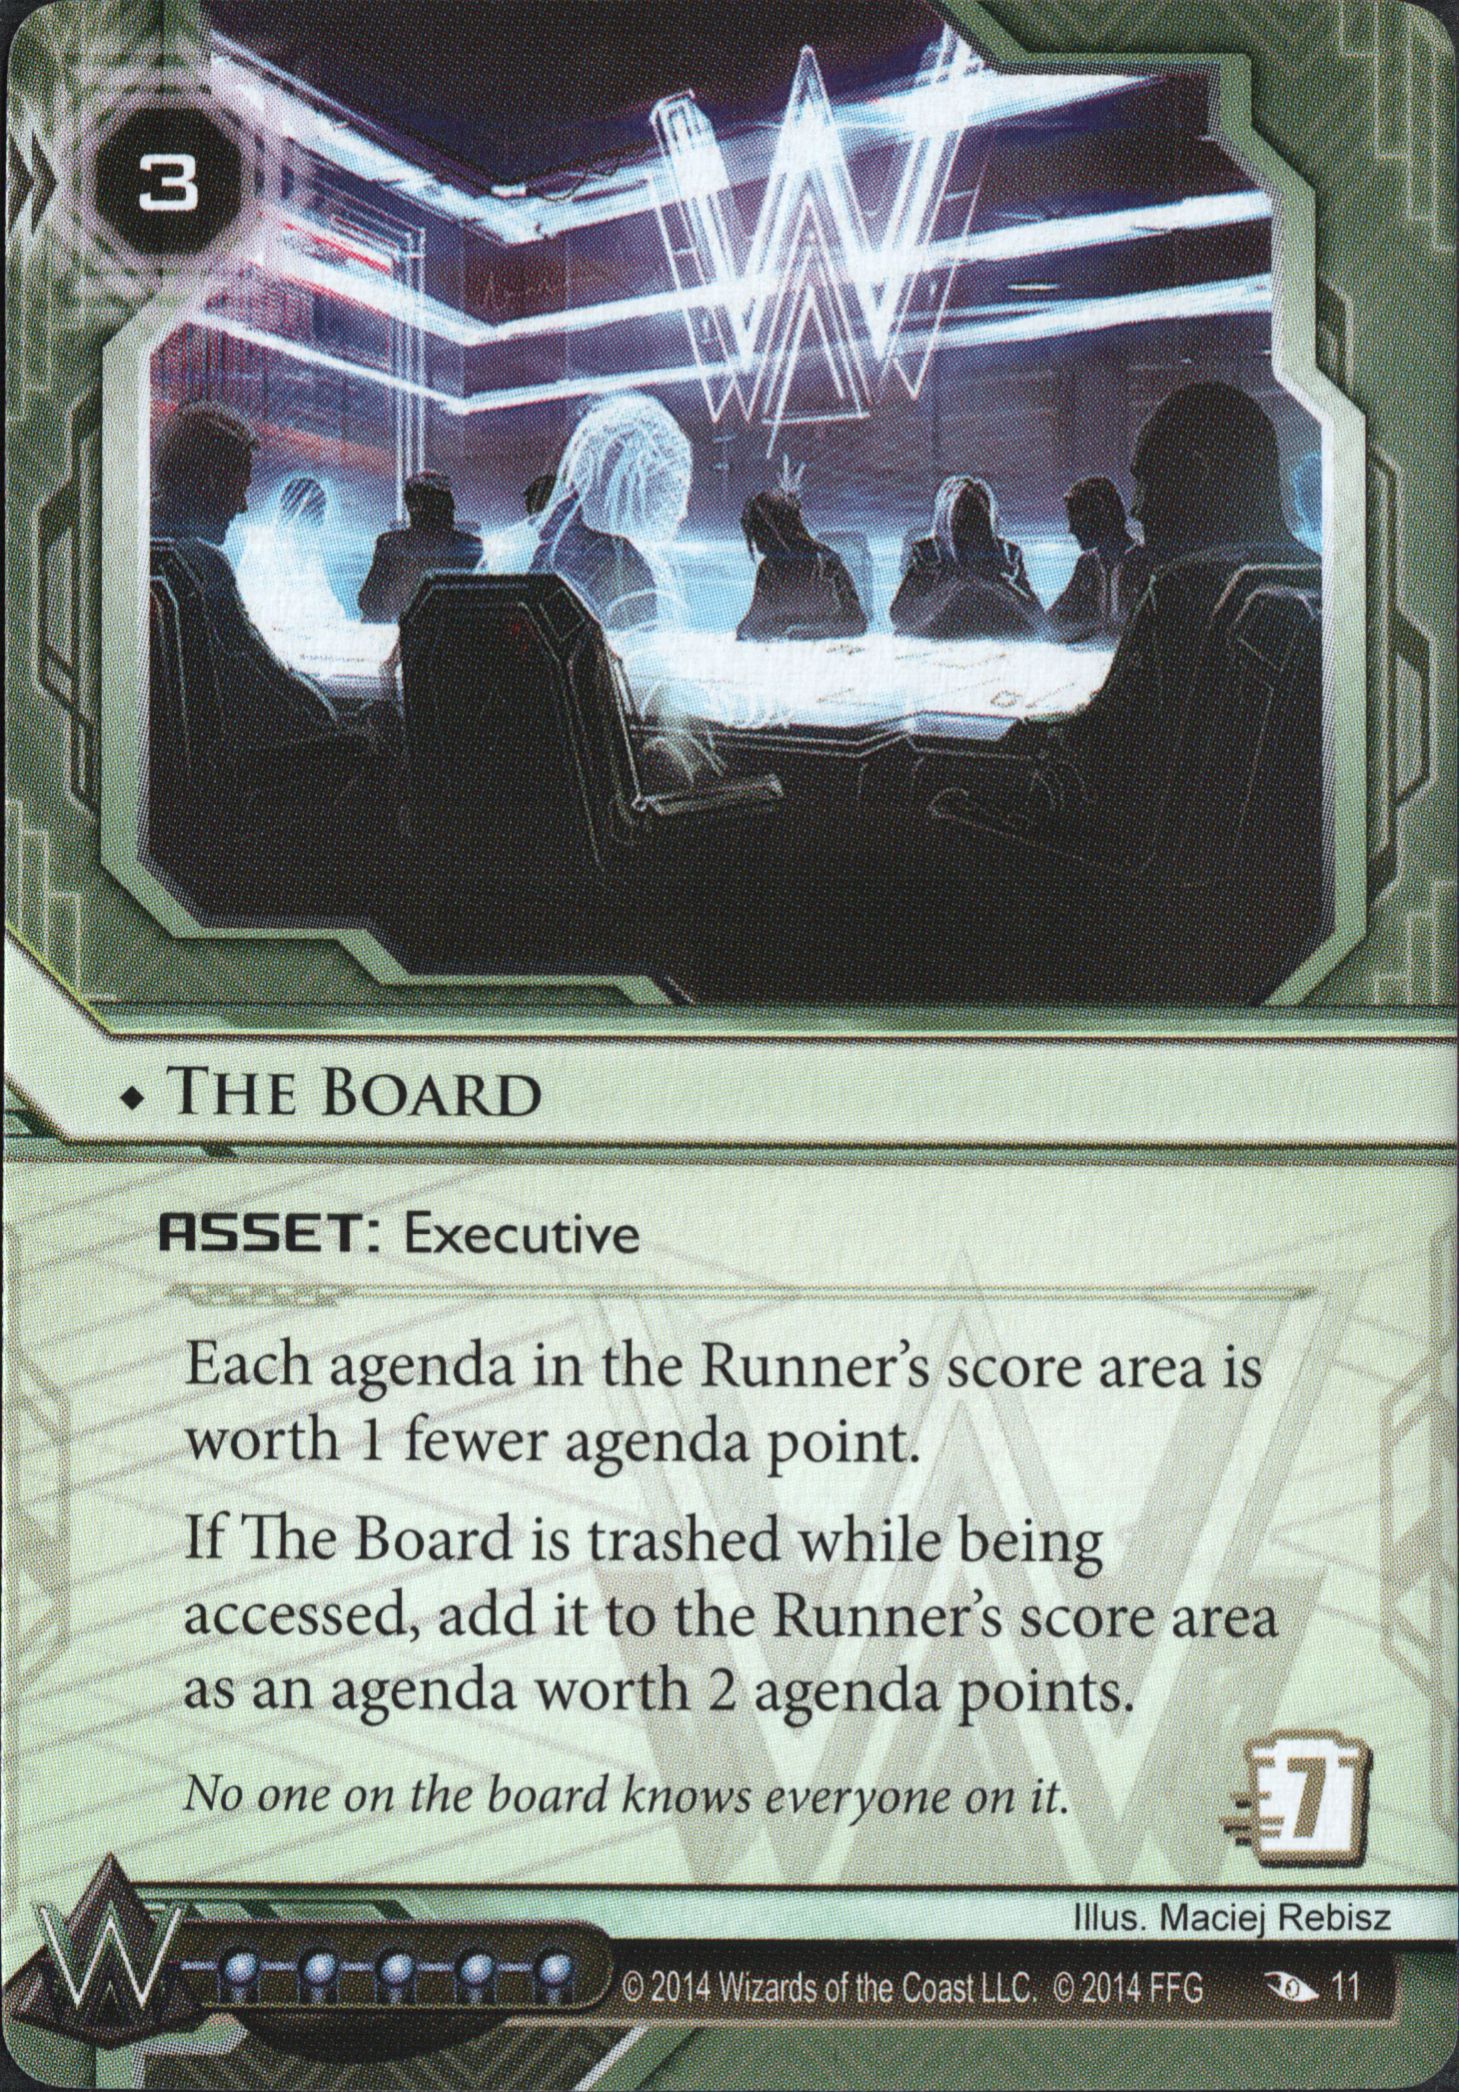 3
◆ THE BOARD
ASSET: Executive
Each agenda in the Runner's score area is
worth 1 fewer agenda point.
If The Board is trashed while being
accessed, add it to the Runner's score area
as an agenda worth 2 agenda points.
No one on the board knows everyone on it.
7
Illus. Maciej Rebisz
© 2014 Wizards of the Coast LLC. © 2014 FFG 11